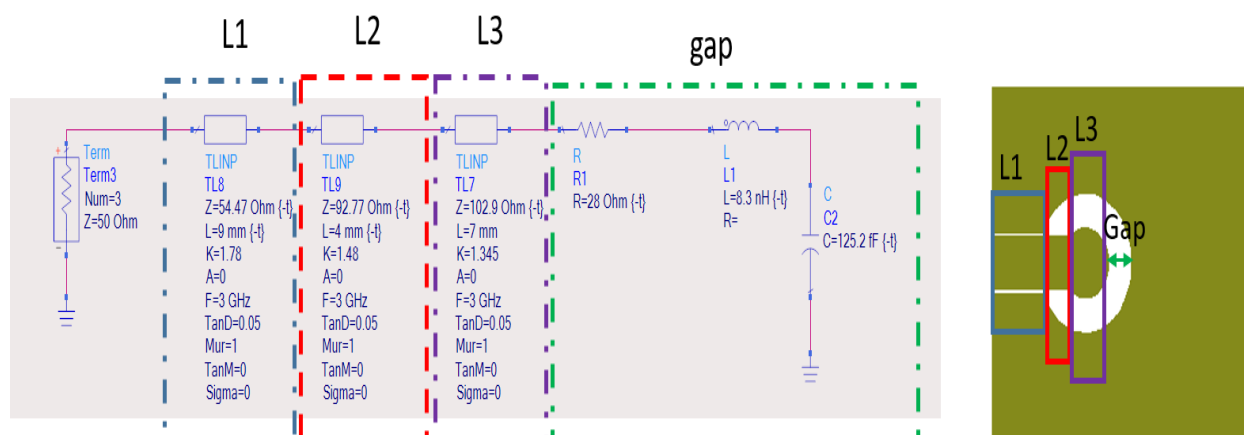 L1
L2
L3
gap
Term
Term3
Num=3
Z=50 Ohm
TLINP
TL8
Z=54.47 Ohm {-t}
L=9 mm {-t}
K=1.78
A=0
F=3 GHz
TanD=0.05
Mur=1
TanM=0
Sigma=0
TLINP
TL9
Z=92.77 Ohm {-t}
L=4 mm {-t}
K=1.48
A=0
F=3 GHz
TanD=0.05
Mur=1
TanM=0
Sigma=0
TLINP
TL7
Z=102.9 Ohm {-t}
L=7 mm
K=1.345
A=0
F=3 GHz
TanD=0.05
Mur=1
TanM=0
Sigma=0
R
R1
R=28 Ohm {-t}
L
L1
L=8.3 nH {-t}
R=
C
C2
C=125.2 fF {-t}
L1
L2
L3
Gap